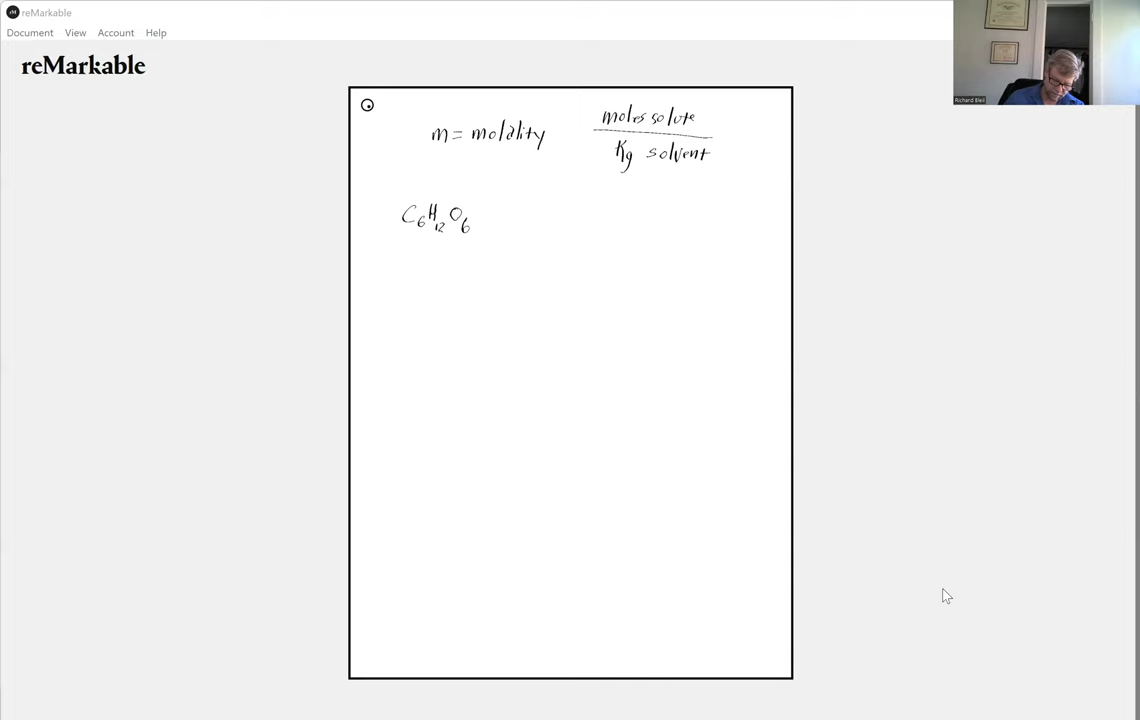 reMarkable
Document View Account Help
reMarkable
m = molality moles solute
Kg solvent
C6H12O6
Richard Bleil